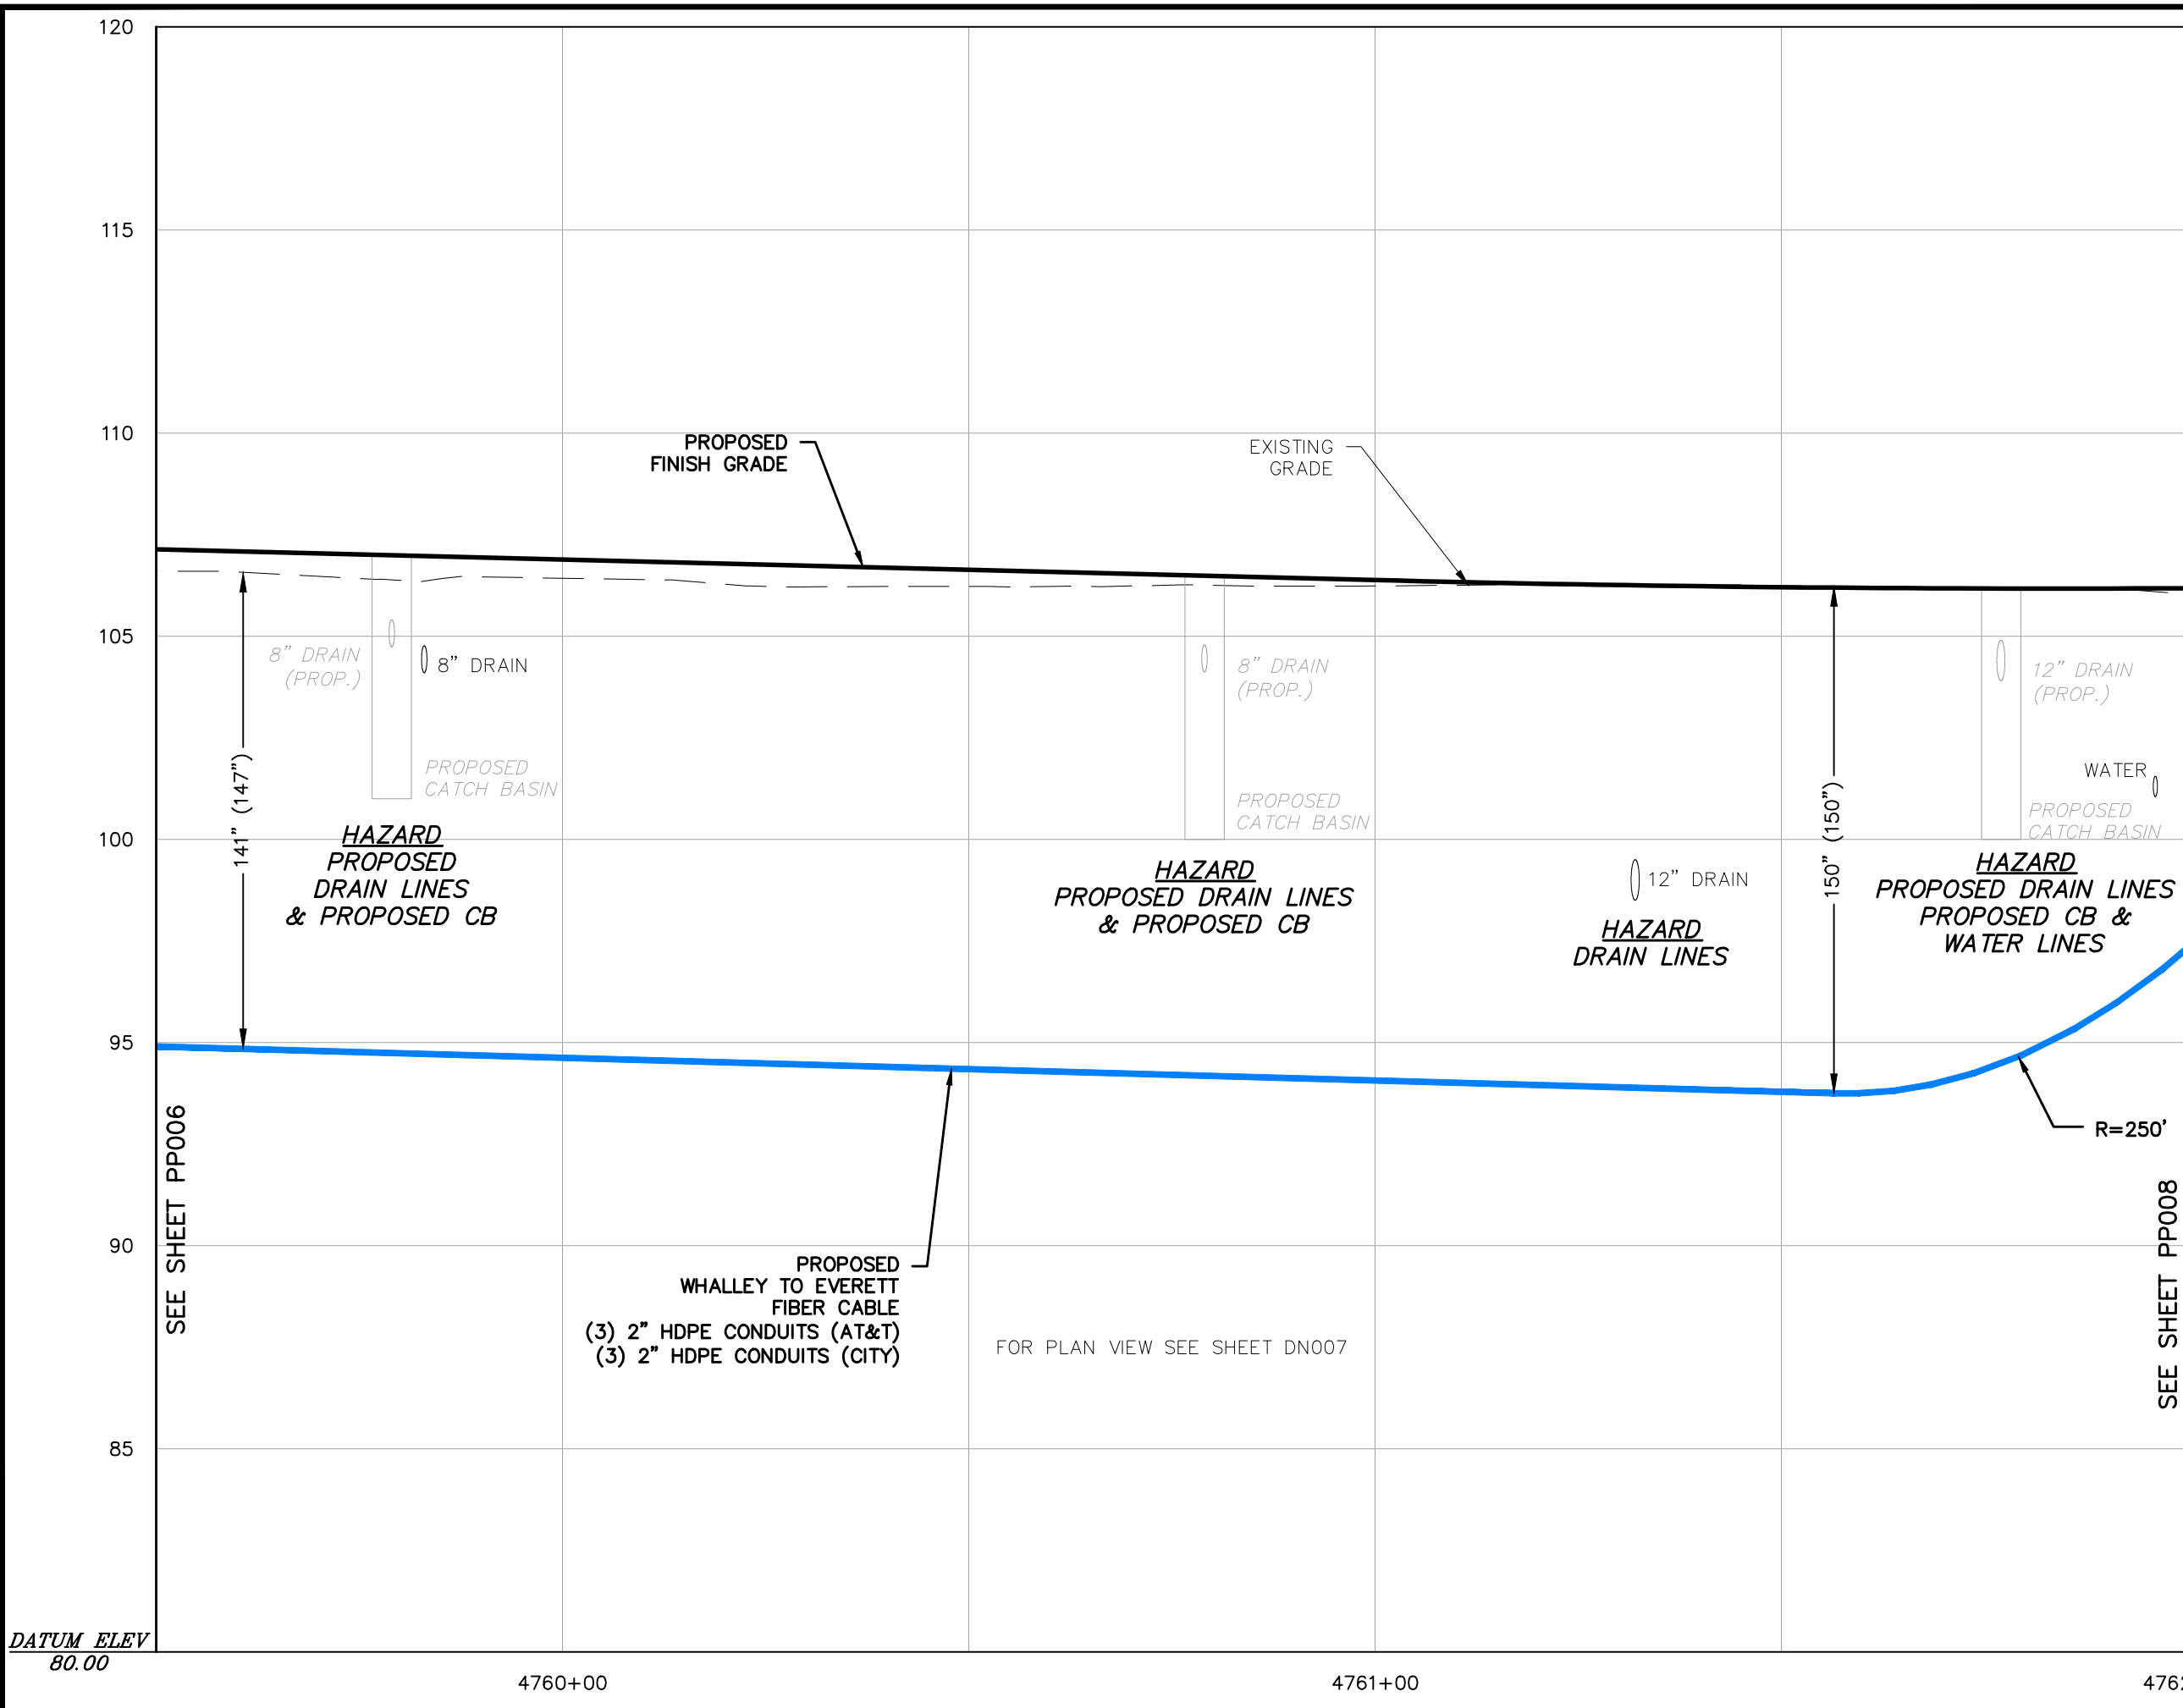 120
115
110
105
100
95
90
85
DATUM ELEV
80.00
PROPOSED
FINISH GRADE
EXISTING
GRADE
8" DRAIN
(PROP.)
8" DRAIN
PROPOSED
CATCH BASIN
141" (147")
HAZARD
PROPOSED
DRAIN LINES
& PROPOSED CB
8" DRAIN
(PROP.)
PROPOSED
CATCH BASIN
HAZARD
PROPOSED DRAIN LINES
& PROPOSED CB
12" DRAIN
HAZARD
DRAIN LINES
150" (150")
12" DRAIN
(PROP.)
WATER
PROPOSED
CATCH BASIN
HAZARD
PROPOSED DRAIN LINES
PROPOSED CB &
WATER LINES
R=250'
SEE SHEET PP006
PROPOSED
WHALLEY TO EVERETT
FIBER CABLE
(3) 2" HDPE CONDUITS (AT&T)
(3) 2" HDPE CONDUITS (CITY)
FOR PLAN VIEW SEE SHEET DN007
SEE SHEET PP008
4760+00
4761+00
4762